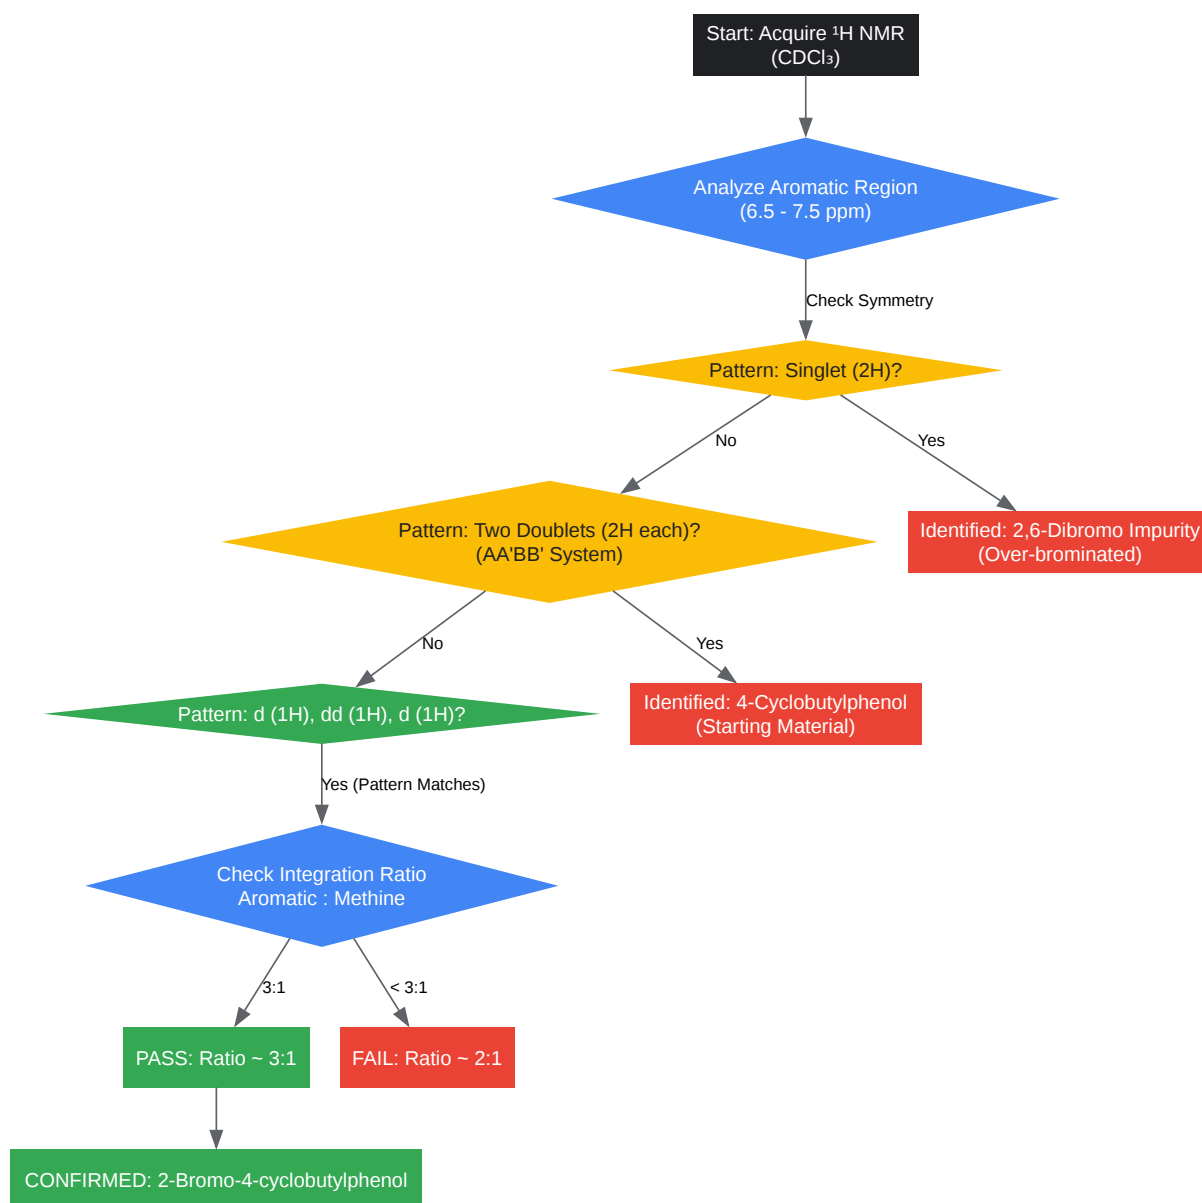 Start: Acquire ¹H NMR
(CDCl₃)
Analyze Aromatic Region
(6.5 - 7.5 ppm)
Check Symmetry
Pattern: Singlet (2H)?
No
Yes
Pattern: Two Doublets (2H each)?
(AA'BB' System)
Identified: 2,6-Dibromo Impurity
(Over-brominated)
No
Yes
Pattern: d (1H), dd (1H), d (1H)?
Identified: 4-Cyclobutylphenol
(Starting Material)
Yes (Pattern Matches)
Check Integration Ratio
Aromatic : Methine
3:1
< 3:1
PASS: Ratio ~ 3:1
FAIL: Ratio ~ 2:1
CONFIRMED: 2-Bromo-4-cyclobutylphenol